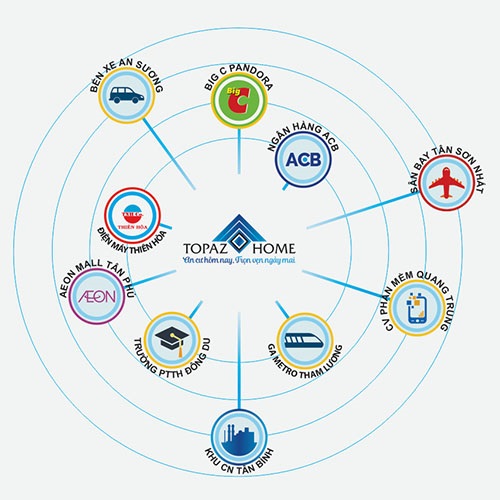 BẾN XE AN SƯƠNG
BIG C PANDORA
Big
C
NGÂN HÀNG ACB
ACB
SÂN BAY TÂN SƠN NHẤT
THIÊN HÒA
ĐIỆN MÁY THIÊN HÒA
TOPAZ HOME
An cư hôm nay, Trọn vẹn ngày mai
AEON MALL TÂN PHÚ
AEON
CV PHẦN MỀM QUANG TRUNG
TRƯỜNG PTTH ĐÔNG DU
GA METRO THAM LƯƠNG
KHU CN TÂN BÌNH